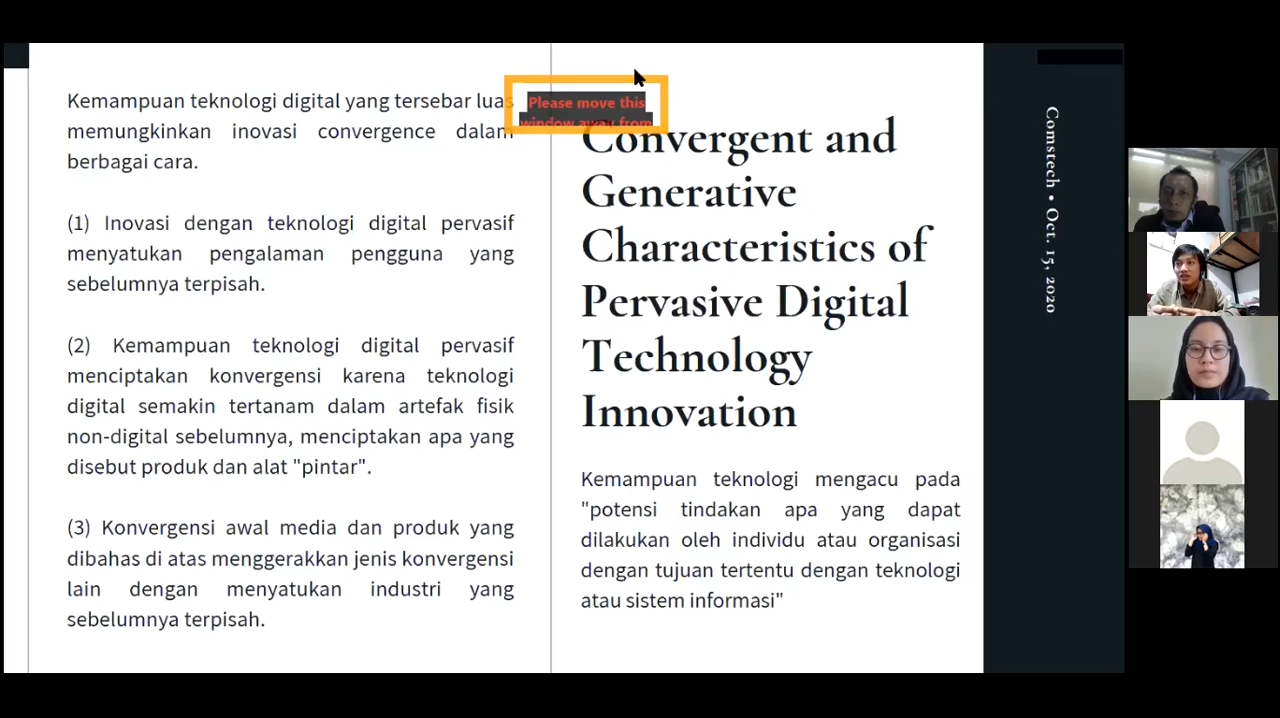 Kemampuan teknologi digital yang tersebar luas
memungkinkan inovasi convergence dalam
berbagai cara.
(1) Inovasi dengan teknologi digital pervasif
menyatukan pengalaman pengguna yang
sebelumnya terpisah.
(2) Kemampuan teknologi digital pervasif
menciptakan konvergensi karena teknologi
digital semakin tertanam dalam artefak fisik
non-digital sebelumnya, menciptakan apa yang
disebut produk dan alat "pintar".
(3) Konvergensi awal media dan produk yang
dibahas di atas menggerakkan jenis konvergensi
lain dengan menyatukan industri yang
sebelumnya terpisah.
Please move this
window away from
Convergent and
Generative
Characteristics of
Pervasive Digital
Technology
Innovation
Kemampuan teknologi mengacu pada
"potensi tindakan apa yang dapat
dilakukan oleh individu atau organisasi
dengan tujuan tertentu dengan teknologi
atau sistem informasi"
Comstech • Oct. 15, 2020